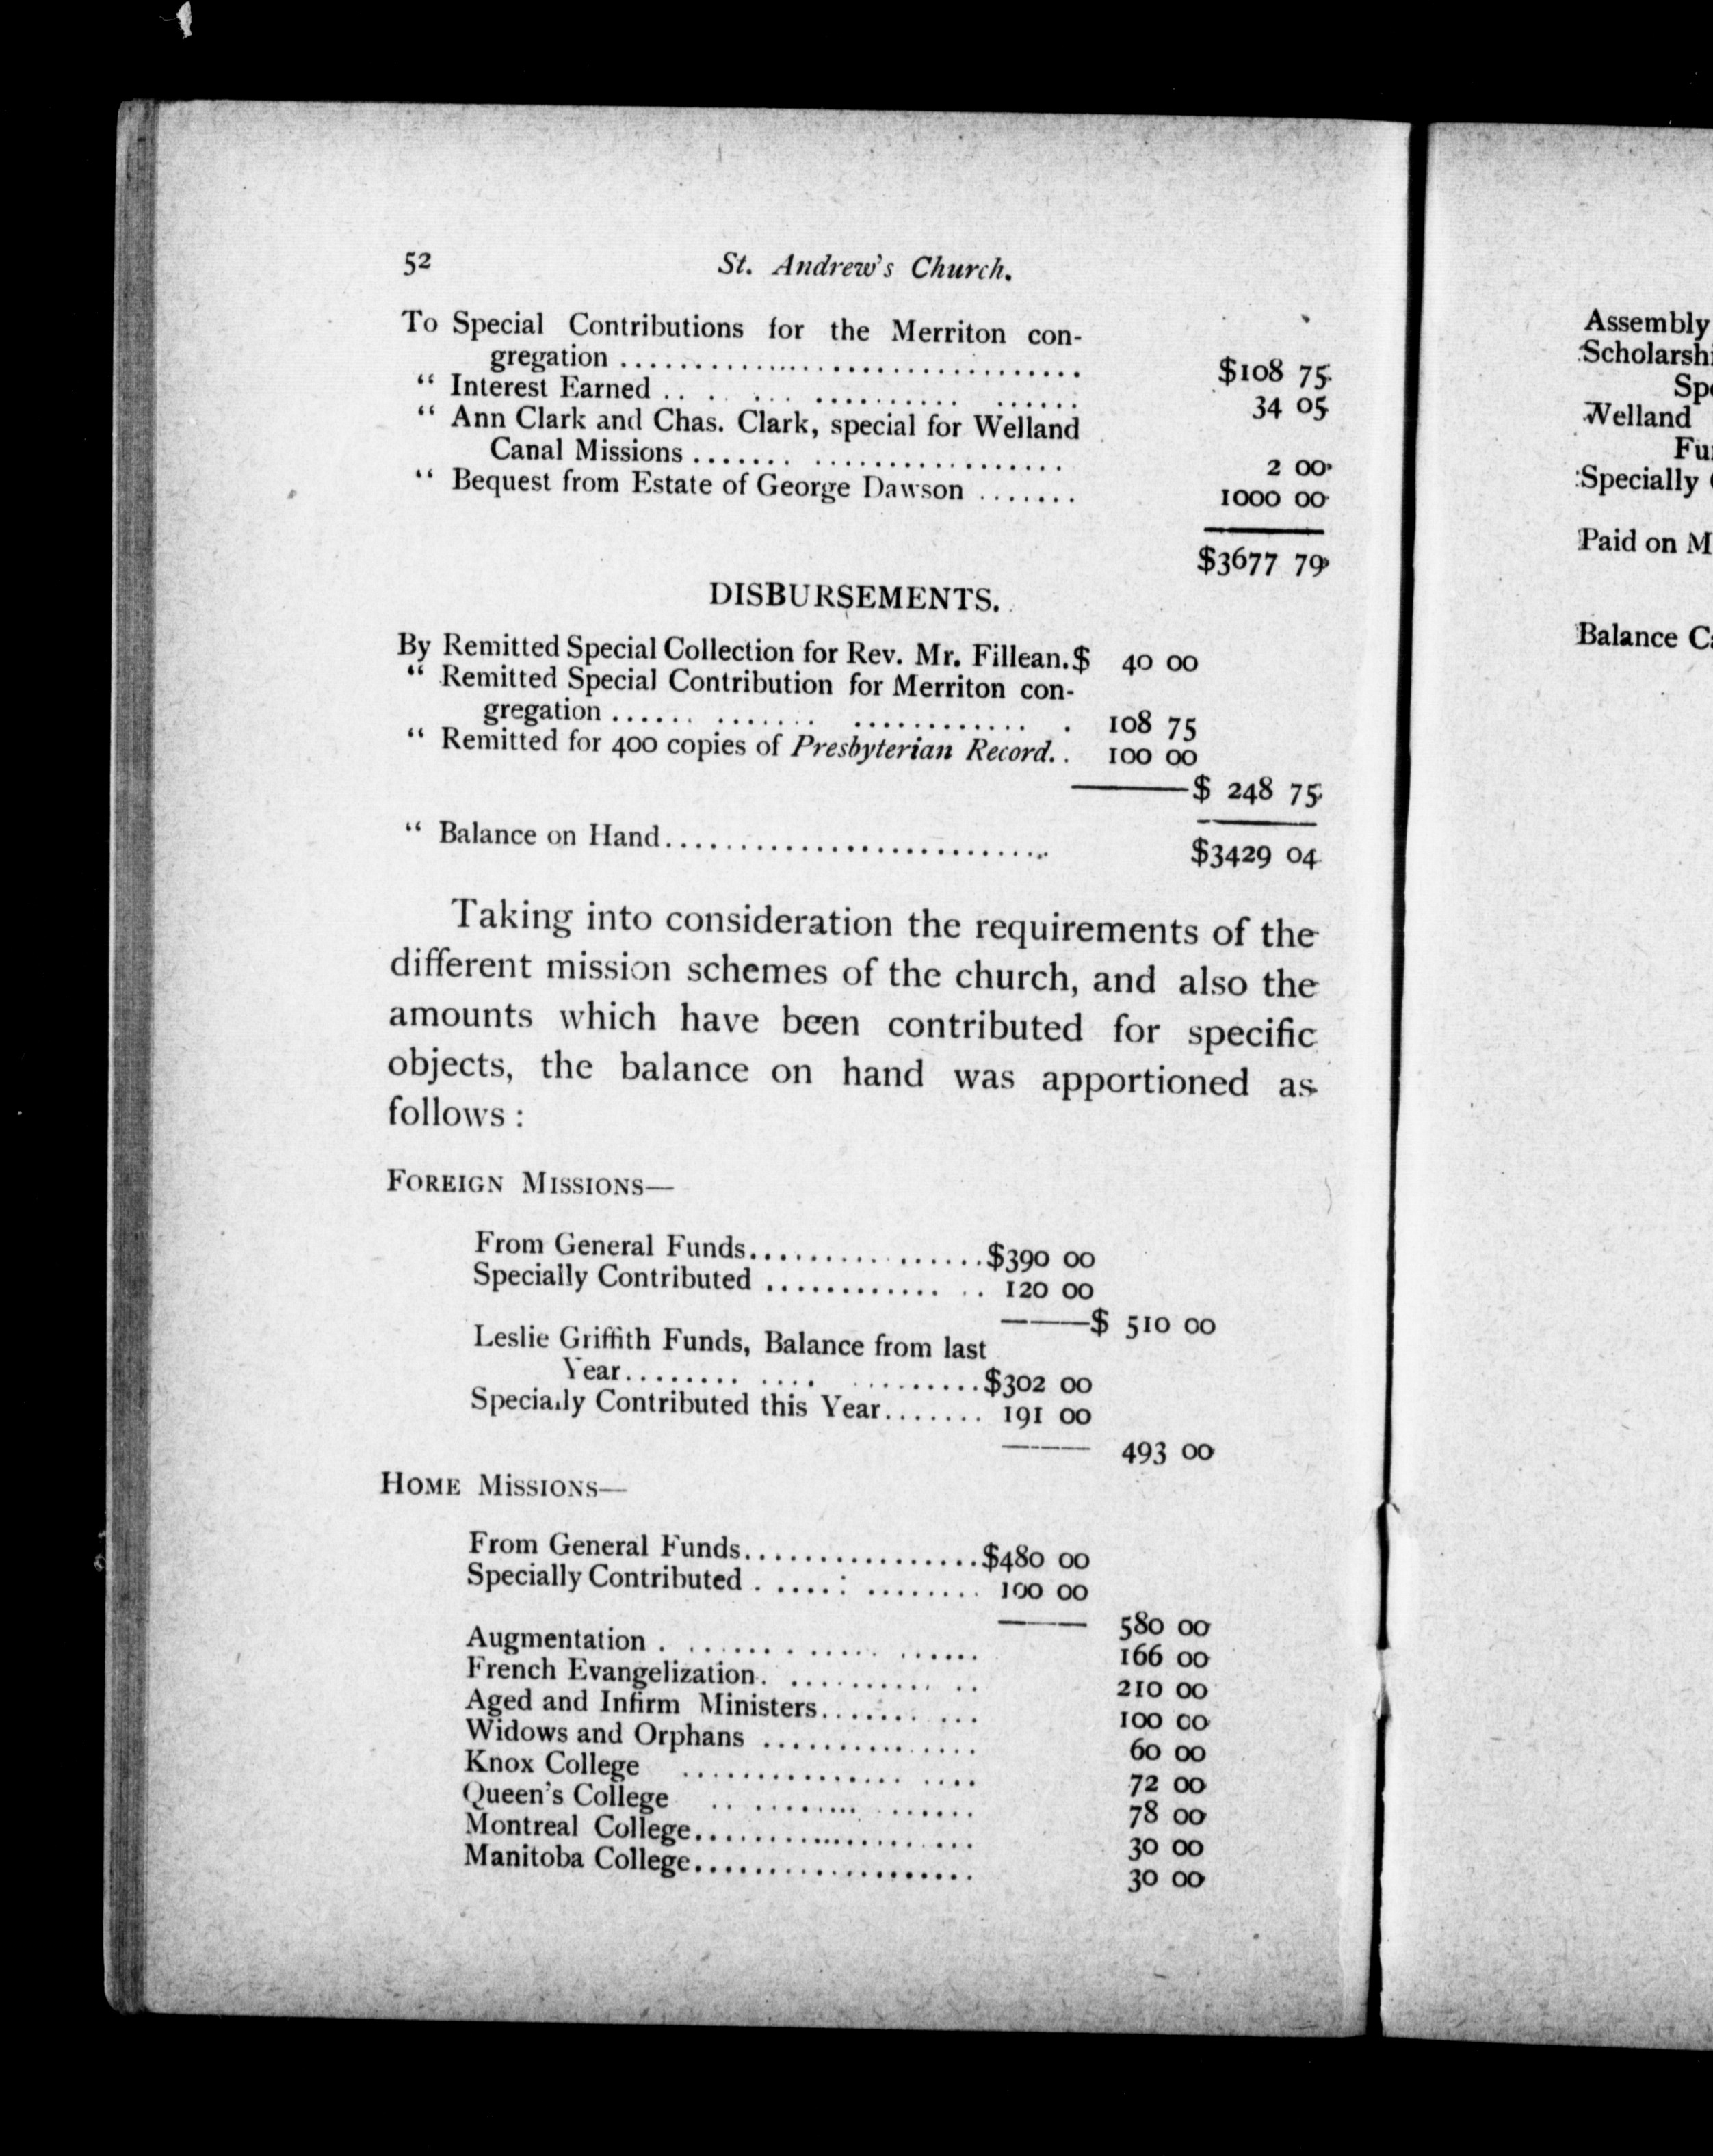 52 St. Andrew's Church.
To Special Contributions for the Merriton con-
gregation .............................. $108 75
" Interest Earned .................... 34 05
" Ann Clark and Chas. Clark, special for Welland
Canal Missions ........................ 2 00
" Bequest from Estate of George Dawson ....... 1000 00
$3677 79
DISBURSEMENTS.
By Remitted Special Collection for Rev. Mr. Fillean. $ 40 00
" Remitted Special Contribution for Merriton con-
gregation ......................... 108 75
" Remitted for 400 copies of Presbyterian Record.. 100 00
$ 248 75
" Balance on Hand.......................... $3429 04
Taking into consideration the requirements of the
different mission schemes of the church, and also the
amounts which have been contributed for specific
objects, the balance on hand was apportioned as
follows :
FOREIGN MISSIONS—
From General Funds................$390 00
Specially Contributed .............. 120 00
$ 510 00
Leslie Griffith Funds, Balance from last
Year.....................$302 00
Specially Contributed this Year....... 191 00
493 00
HOME MISSIONS—
From General Funds................$480 00
Specially Contributed .............. 100 00
580 00
Augmentation ..................... 166 00
French Evangelization............... 210 00
Aged and Infirm Ministers.......... 100 00
Widows and Orphans .............. 60 00
Knox College .................... 72 00
Queen's College .................. 78 00
Montreal College................... 30 00
Manitoba College................... 30 00
Assembly
Scholarshi
Spe
Welland
Fu
Specially
Paid on M
Balance C